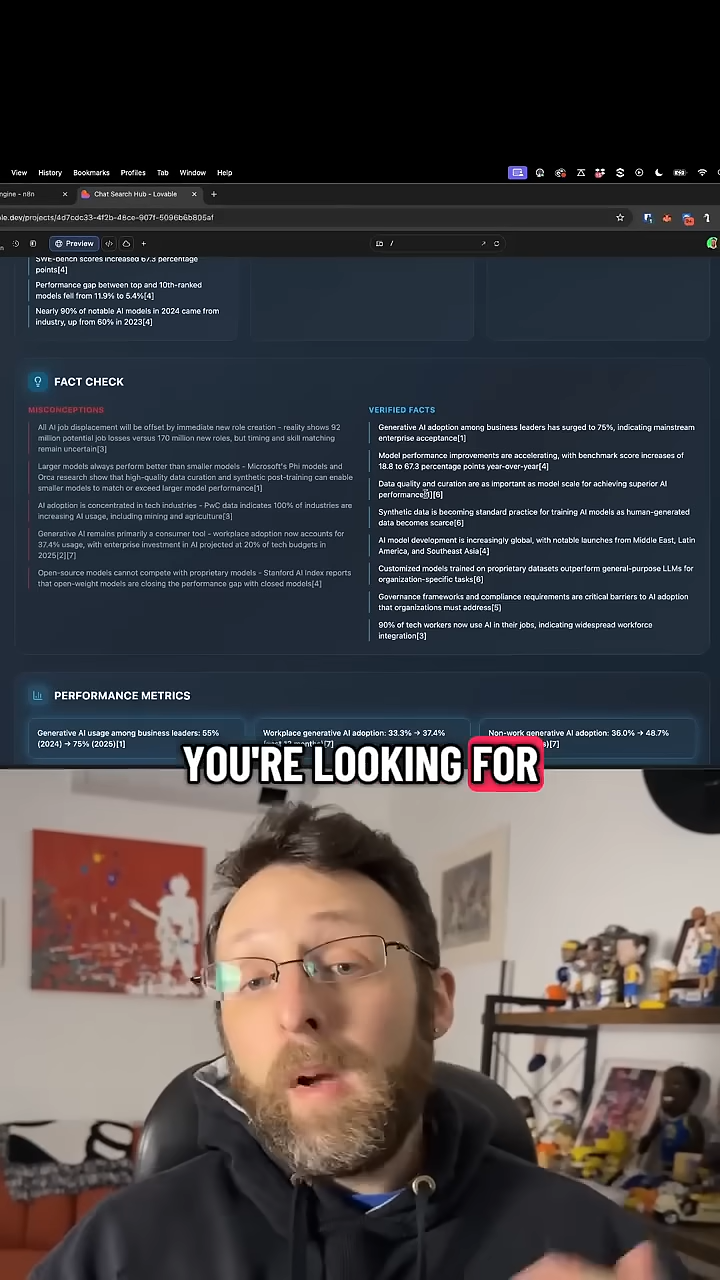 View History Bookmarks Profiles Tab Window Help
ngine - n8n
Chat Search Hub - Lovable
le.dev/projects/4d7cdc33-4f2b-48ce-907f-5096b6b805af
Preview
/
SWE-bench scores increased 67.3 percentage
points[4]
Performance gap between top and 10th-ranked
models fell from 11.9% to 5.4%[4]
Nearly 90% of notable AI models in 2024 came from
industry, up from 60% in 2023[4]
FACT CHECK
MISCONCEPTIONS
All AI job displacement will be offset by immediate new role creation - reality shows 92
million potential job losses versus 170 million new roles, but timing and skill matching
remain uncertain[3]
Larger models always perform better than smaller models - Microsoft's Phi models and
Orca research show that high-quality data curation and synthetic post-training can enable
smaller models to match or exceed larger model performance[1]
AI adoption is concentrated in tech industries - PwC data indicates 100% of industries are
increasing AI usage, including mining and agriculture[3]
Generative AI remains primarily a consumer tool - workplace adoption now accounts for
37.4% usage, with enterprise investment in AI projected at 20% of tech budgets in
2025[2][7]
Open-source models cannot compete with proprietary models - Stanford AI Index reports
that open-weight models are closing the performance gap with closed models[4]
VERIFIED FACTS
Generative AI adoption among business leaders has surged to 75%, indicating mainstream
enterprise acceptance[1]
Model performance improvements are accelerating, with benchmark score increases of
18.8 to 67.3 percentage points year-over-year[4]
Data quality and curation are as important as model scale for achieving superior AI
performance[1][6]
Synthetic data is becoming standard practice for training AI models as human-generated
data becomes scarce[6]
AI model development is increasingly global, with notable launches from Middle East, Latin
America, and Southeast Asia[4]
Customized models trained on proprietary datasets outperform general-purpose LLMs for
organization-specific tasks[6]
Governance frameworks and compliance requirements are critical barriers to AI adoption
that organizations must address[5]
90% of tech workers now use AI in their jobs, indicating widespread workforce
integration[3]
PERFORMANCE METRICS
Generative AI usage among business leaders: 55%
(2024) → 75% (2025)[1]
Workplace generative AI adoption: 33.3% → 37.4%
[7]
Non-work generative AI adoption: 36.0% → 48.7%
[7]
YOU'RE LOOKING FOR